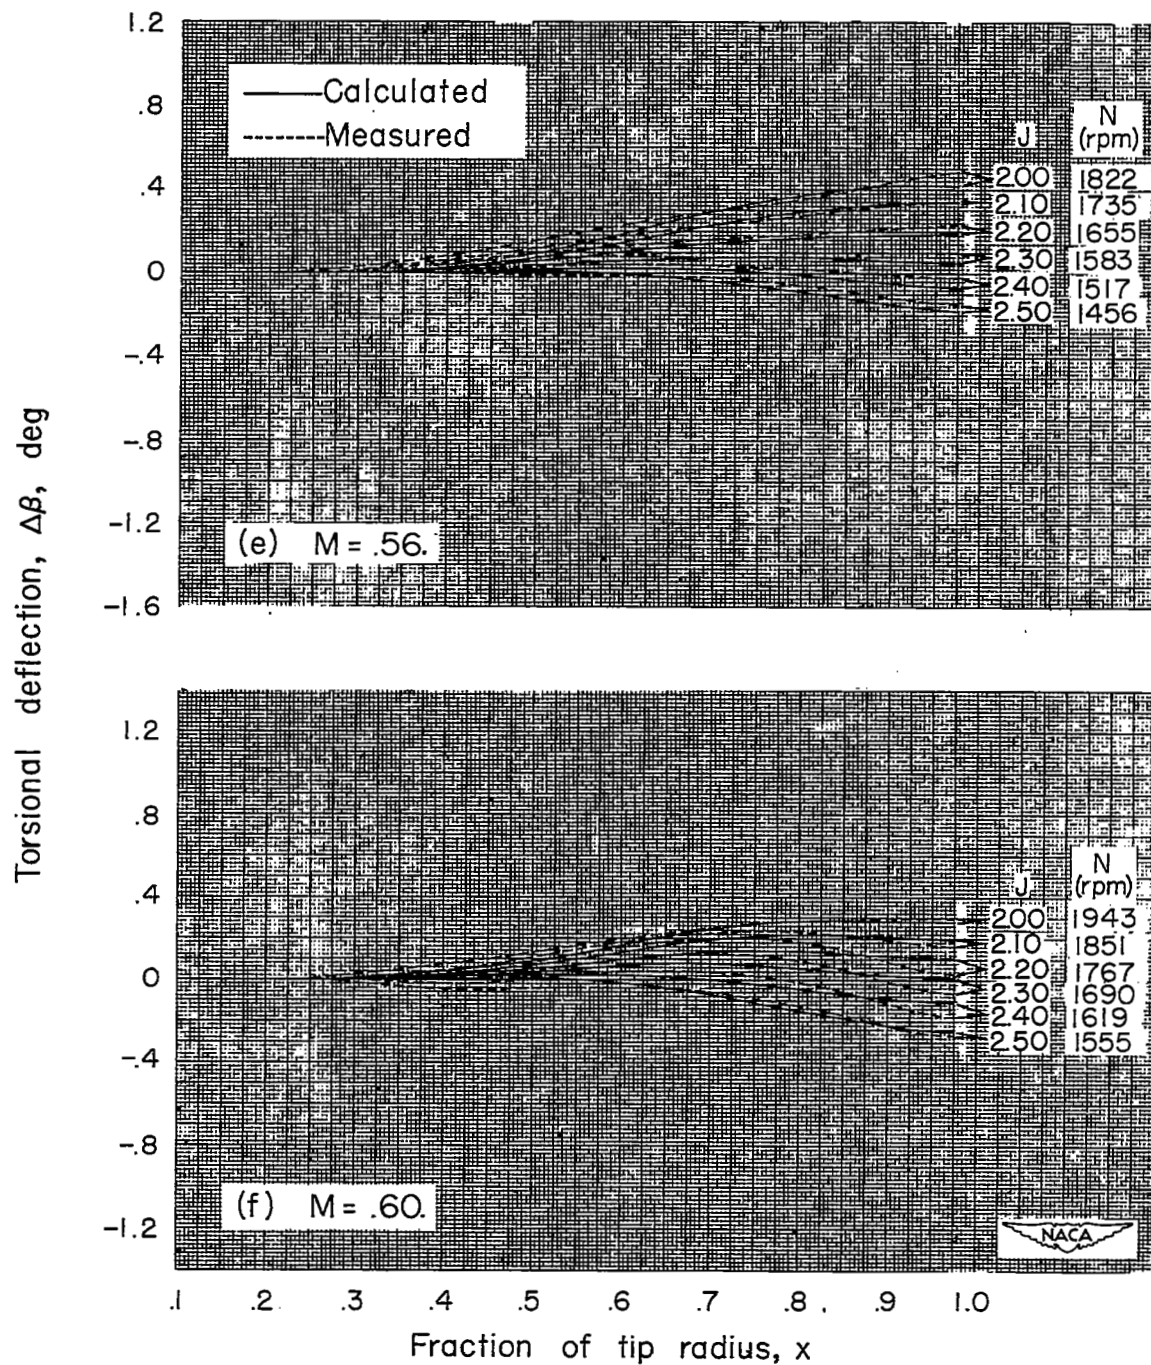 Torsional deflection, Δβ, deg
1.2
.8
.4
0
-.4
-.8
-1.2
-1.6
Calculated
Measured
J N (rpm)
2.00 1822
2.10 1735
2.20 1655
2.30 1583
2.40 1517
2.50 1456
(e) M = .56.
1.2
.8
.4
0
-.4
-.8
-1.2
J N (rpm)
2.00 1943
2.10 1851
2.20 1767
2.30 1690
2.40 1619
2.50 1555
(f) M = .60.
NACA
.1 .2 .3 .4 .5 .6 .7 .8 .9 1.0
Fraction of tip radius, x